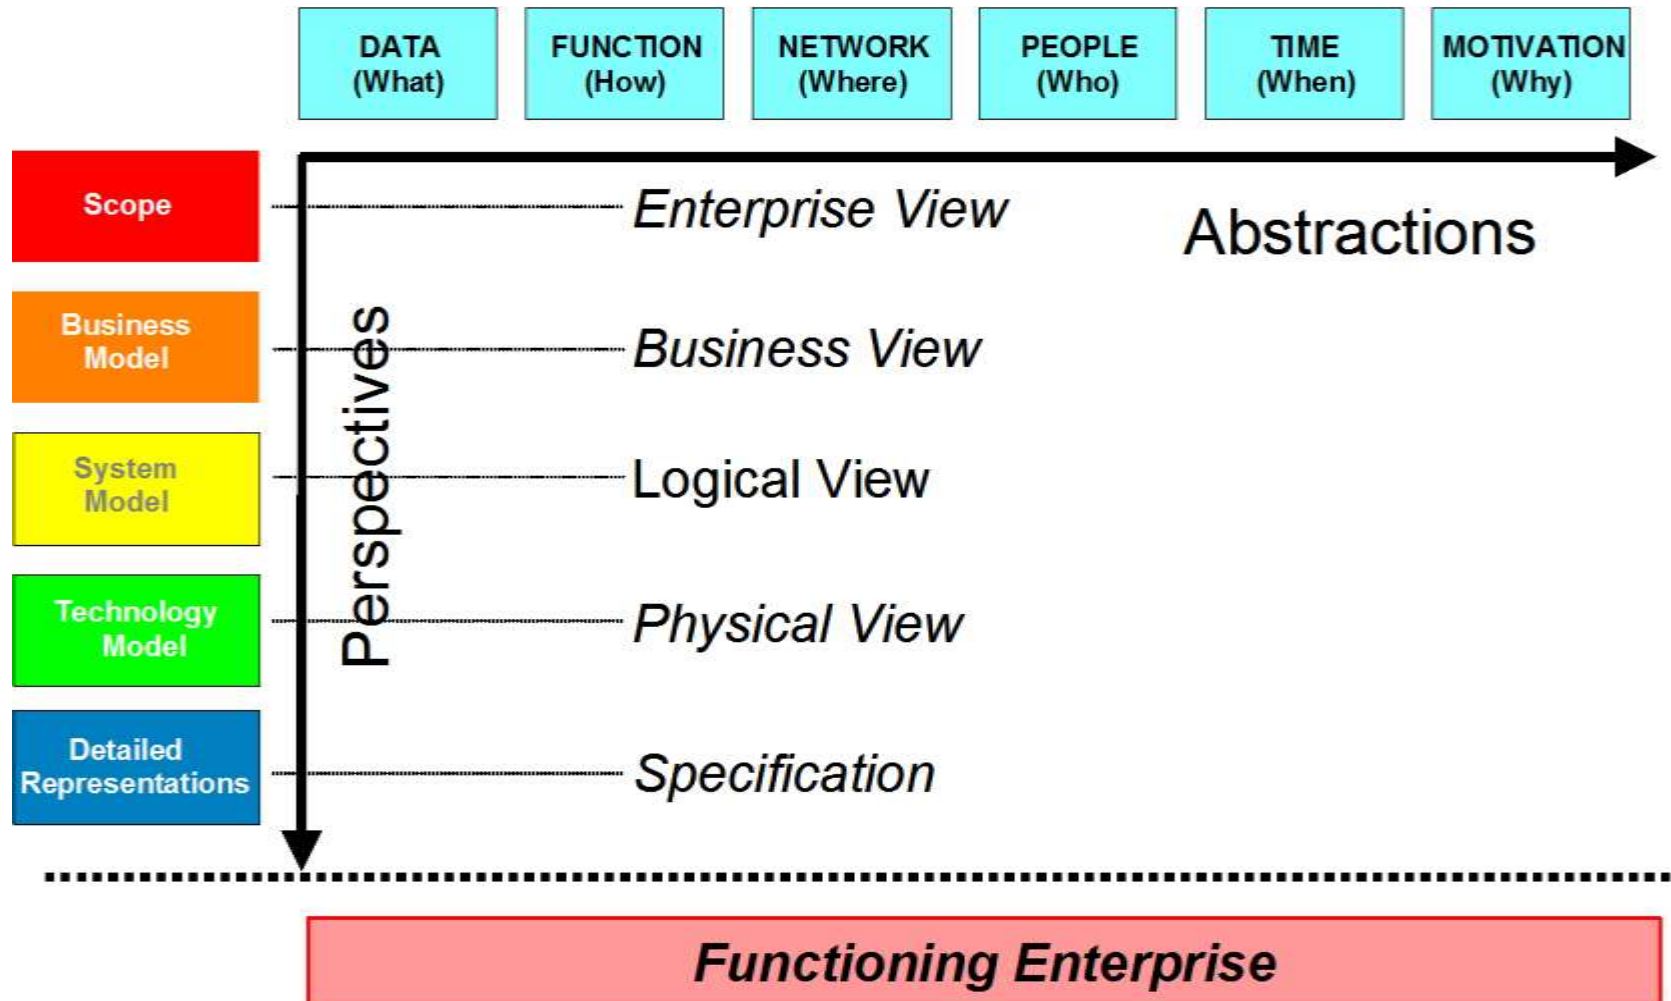 DATA
(What)
FUNCTION
(How)
NETWORK
(Where)
PEOPLE
(Who)
TIME
(When)
MOTIVATION
(Why)
Abstractions
Perspectives
Scope
Enterprise View
Business
Model
Business View
System
Model
Logical View
Technology
Model
Physical View
Detailed
Representations
Specification
Functioning Enterprise